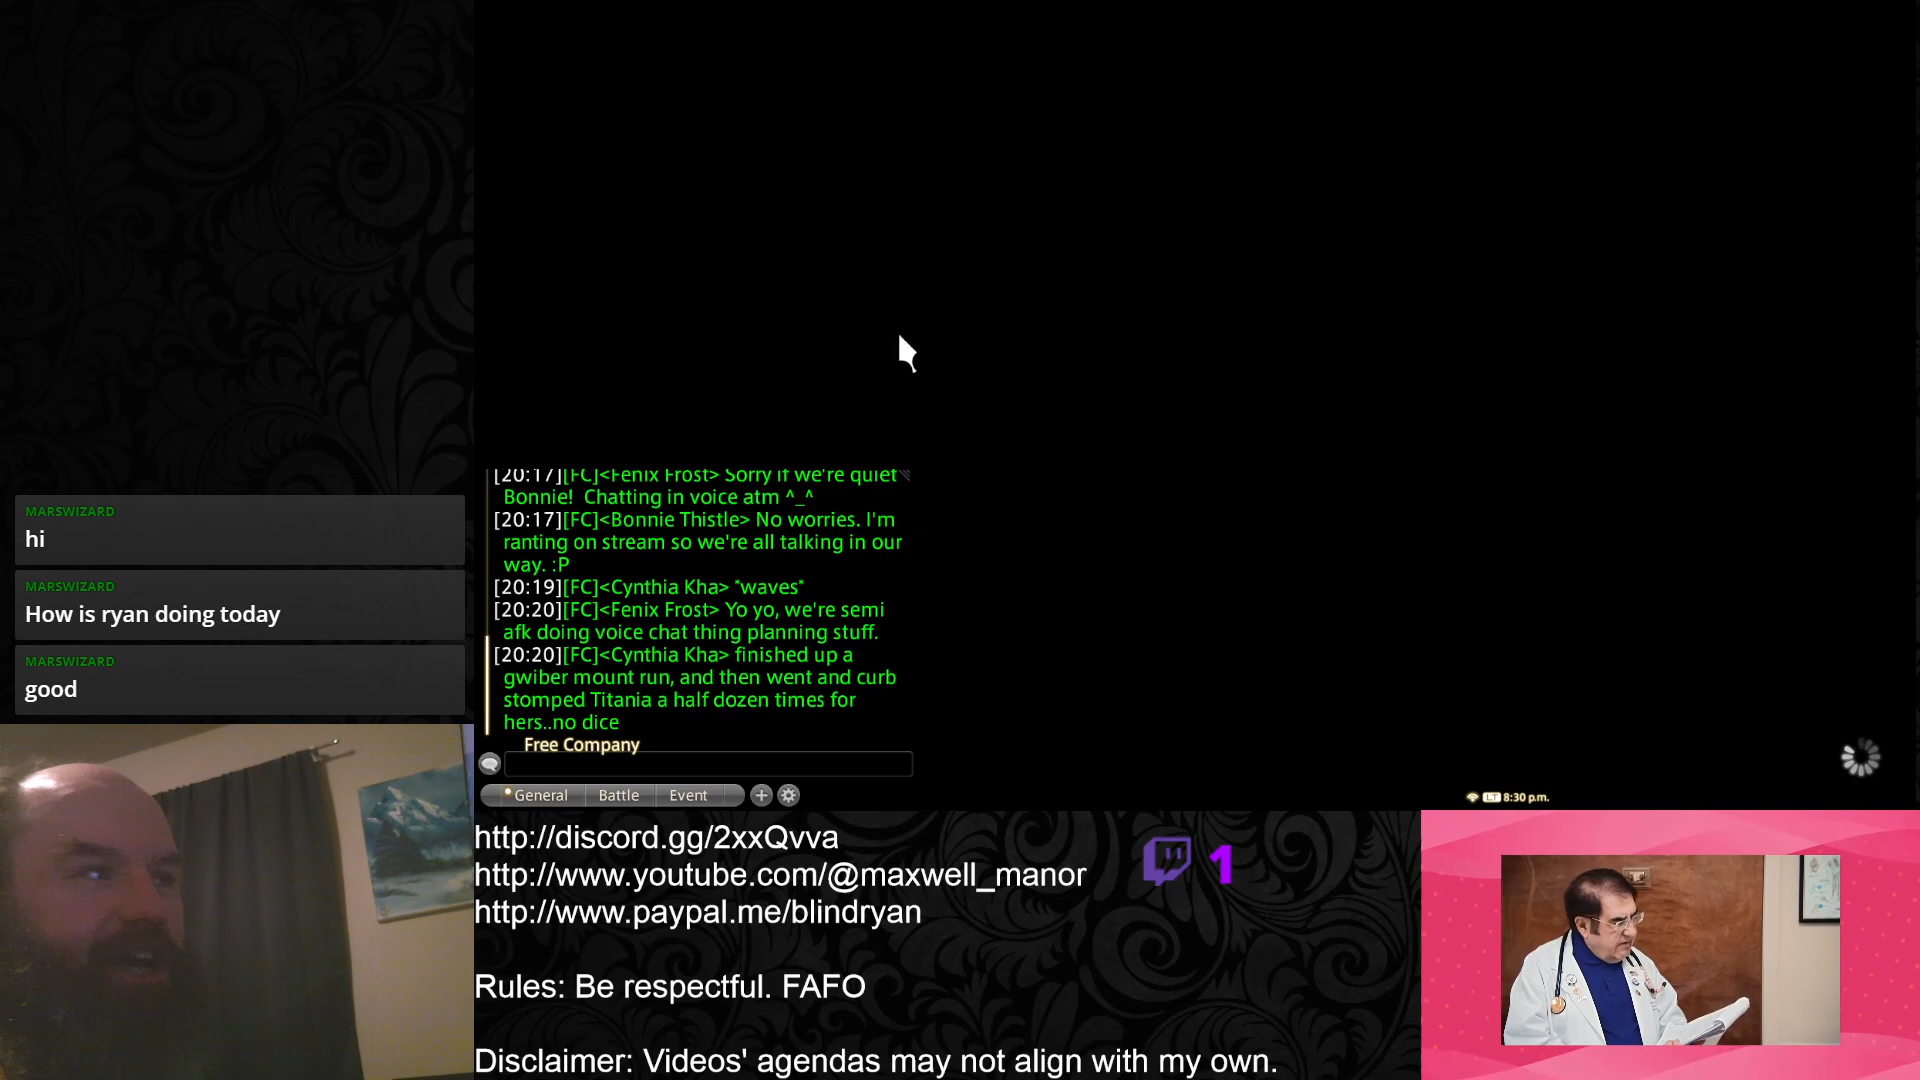 MARSWIZARD
hi
MARSWIZARD
How is ryan doing today
MARSWIZARD
good
[20:17][FC]<Fenix Frost> Sorry if we're quiet
Bonnie!  Chatting in voice atm ^_^
[20:17][FC]<Bonnie Thistle> No worries. I'm
ranting on stream so we're all talking in our
way. :P
[20:19][FC]<Cynthia Kha> *waves*
[20:20][FC]<Fenix Frost> Yo yo, we're semi
afk doing voice chat thing planning stuff.
[20:20][FC]<Cynthia Kha> finished up a
gwiber mount run, and then went and curb
stomped Titania a half dozen times for
hers..no dice
Free Company
General
Battle
Event
LT 8:30 p.m.
http://discord.gg/2xxQvva
http://www.youtube.com/@maxwell_manor
http://www.paypal.me/blindryan
1
Rules: Be respectful. FAFO
Disclaimer: Videos' agendas may not align with my own.